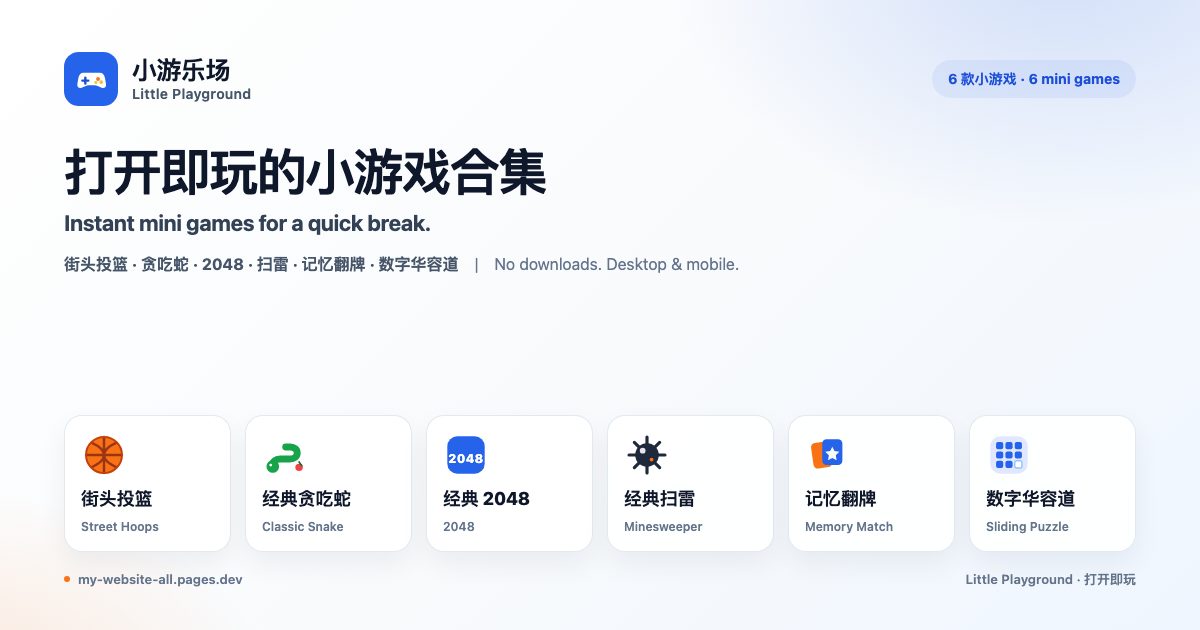 小游乐场
Little Playground
6 款小游戏 · 6 mini games
打开即玩的小游戏合集
Instant mini games for a quick break.
街头投篮 · 贪吃蛇 · 2048 · 扫雷 · 记忆翻牌 · 数字华容道 | No downloads. Desktop & mobile.
街头投篮
Street Hoops
经典贪吃蛇
Classic Snake
2048
经典 2048
2048
经典扫雷
Minesweeper
记忆翻牌
Memory Match
数字华容道
Sliding Puzzle
my-website-all.pages.dev
Little Playground · 打开即玩